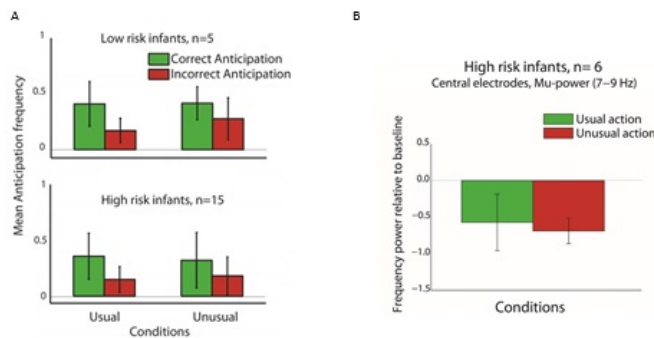 A
Low risk infants, n=5
Correct Anticipation
Incorrect Anticipation
1
0.5
0
Mean Anticipation frequency
High risk infants, n=15
1
0.5
0
Usual Unusual
Conditions
B
High risk infants, n= 6
Central electrodes, Mu-power (7–9 Hz)
Usual action
Unusual action
Frequency power relative to baseline
0.5
0.0
−0.5
−1.0
−1.5
Conditions